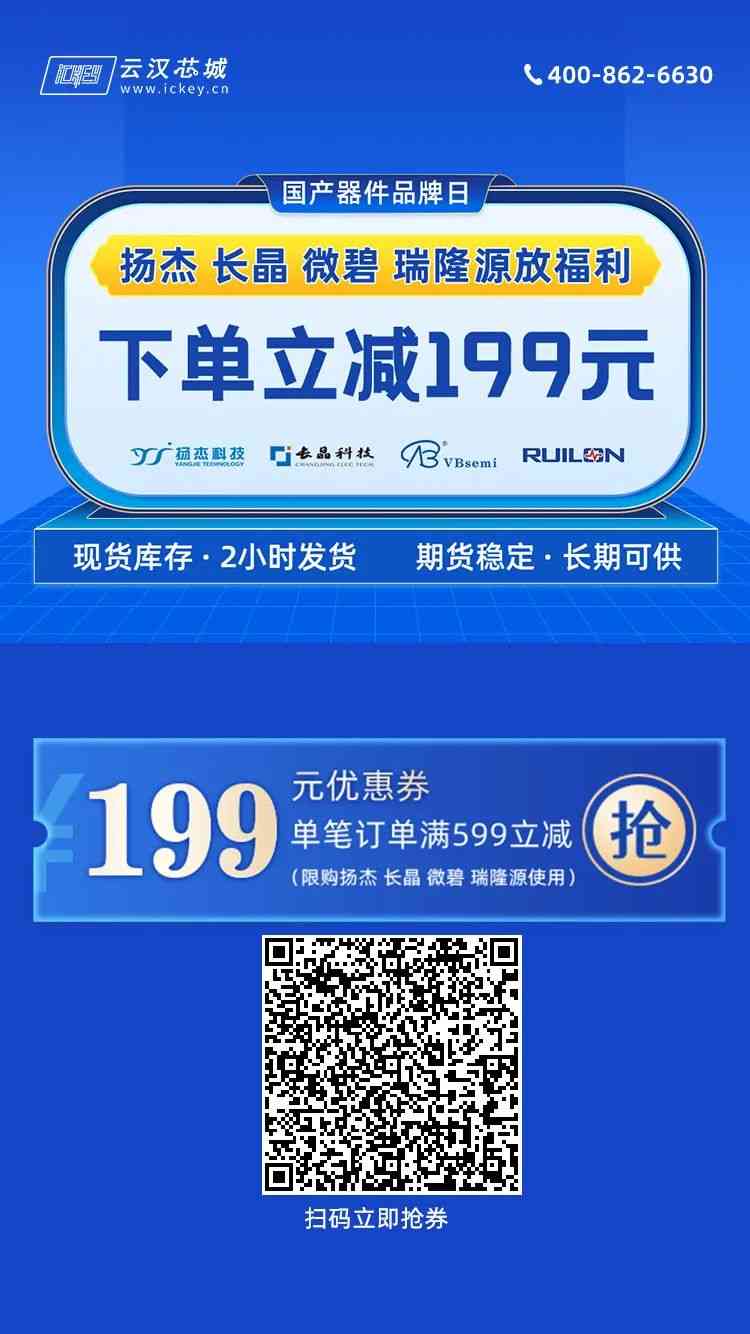 ICKEY 云汉芯城
www.ickey.cn
400-862-6630
国产器件品牌日
扬杰 长晶 微碧 瑞隆源放福利
下单立减199元
扬杰科技
YANGJIE TECHNOLOGY
长晶科技
CHANGJING ELEC TECH.
VBsemi
RUILON
现货库存·2小时发货
期货稳定·长期可供
¥199
元优惠券
单笔订单满599立减
(限购扬杰 长晶 微碧 瑞隆源使用)
抢
扫码立即抢券